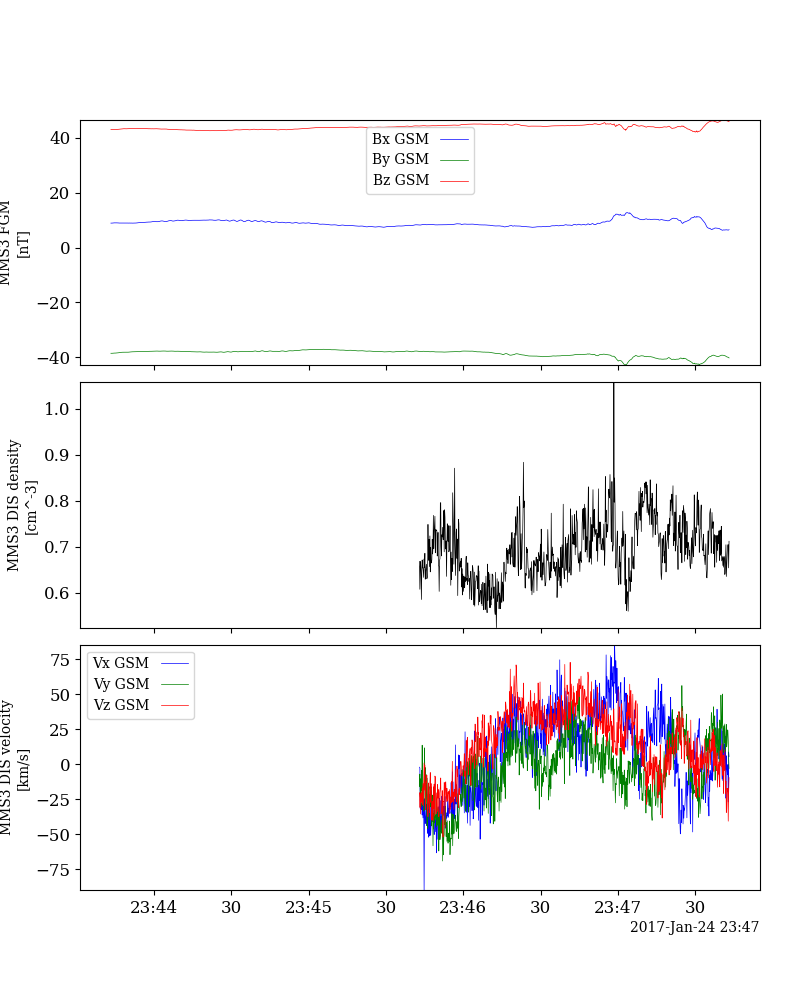 MMS3 FGM
[nT]
40
20
0
−20
−40
Bx GSM
By GSM
Bz GSM
MMS3 DIS density
[cm^-3]
1.0
0.9
0.8
0.7
0.6
MMS3 DIS velocity
[km/s]
75
50
25
0
−25
−50
−75
Vx GSM
Vy GSM
Vz GSM
23:44 30 23:45 30 23:46 30 23:47 30
2017-Jan-24 23:47